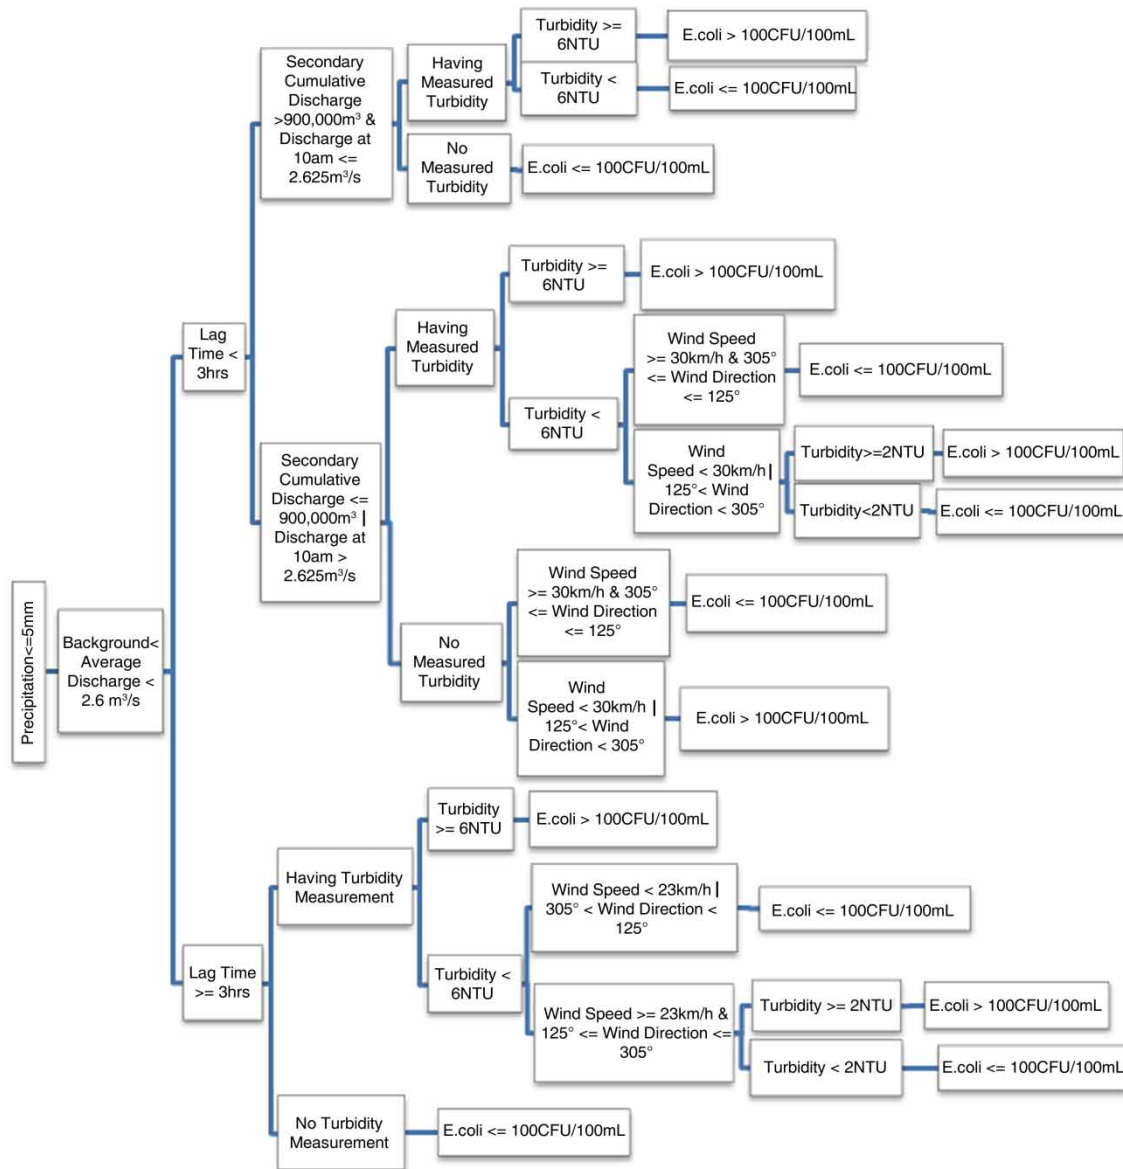 Precipitation<=5mm
Background<
Average
Discharge <
2.6 m³/s
Lag
Time <
3hrs
Secondary
Cumulative
Discharge
>900,000m³ &
Discharge at
10am <=
2.625m³/s
Having
Measured
Turbidity
Turbidity >=
6NTU
E.coli > 100CFU/100mL
Turbidity <
6NTU
E.coli <= 100CFU/100mL
No
Measured
Turbidity
E.coli <= 100CFU/100mL
Secondary
Cumulative
Discharge <=
900,000m³ |
Discharge at
10am >
2.625m³/s
Having
Measured
Turbidity
Turbidity >=
6NTU
E.coli > 100CFU/100mL
Turbidity <
6NTU
Wind Speed
>= 30km/h & 305°
<= Wind Direction
<= 125°
E.coli <= 100CFU/100mL
Wind
Speed < 30km/h |
125°< Wind
Direction < 305°
Turbidity>=2NTU
E.coli > 100CFU/100mL
Turbidity<2NTU
E.coli <= 100CFU/100mL
No
Measured
Turbidity
Wind Speed
>= 30km/h & 305°
<= Wind Direction
<= 125°
E.coli <= 100CFU/100mL
Wind
Speed < 30km/h |
125°< Wind
Direction < 305°
E.coli > 100CFU/100mL
Lag Time
>= 3hrs
Having Turbidity
Measurement
Turbidity
>= 6NTU
E.coli > 100CFU/100mL
Turbidity <
6NTU
Wind Speed < 23km/h |
305° < Wind Direction <
125°
E.coli <= 100CFU/100mL
Wind Speed >= 23km/h &
125° <= Wind Direction <=
305°
Turbidity >= 2NTU
E.coli > 100CFU/100mL
Turbidity < 2NTU
E.coli <= 100CFU/100mL
No Turbidity
Measurement
E.coli <= 100CFU/100mL